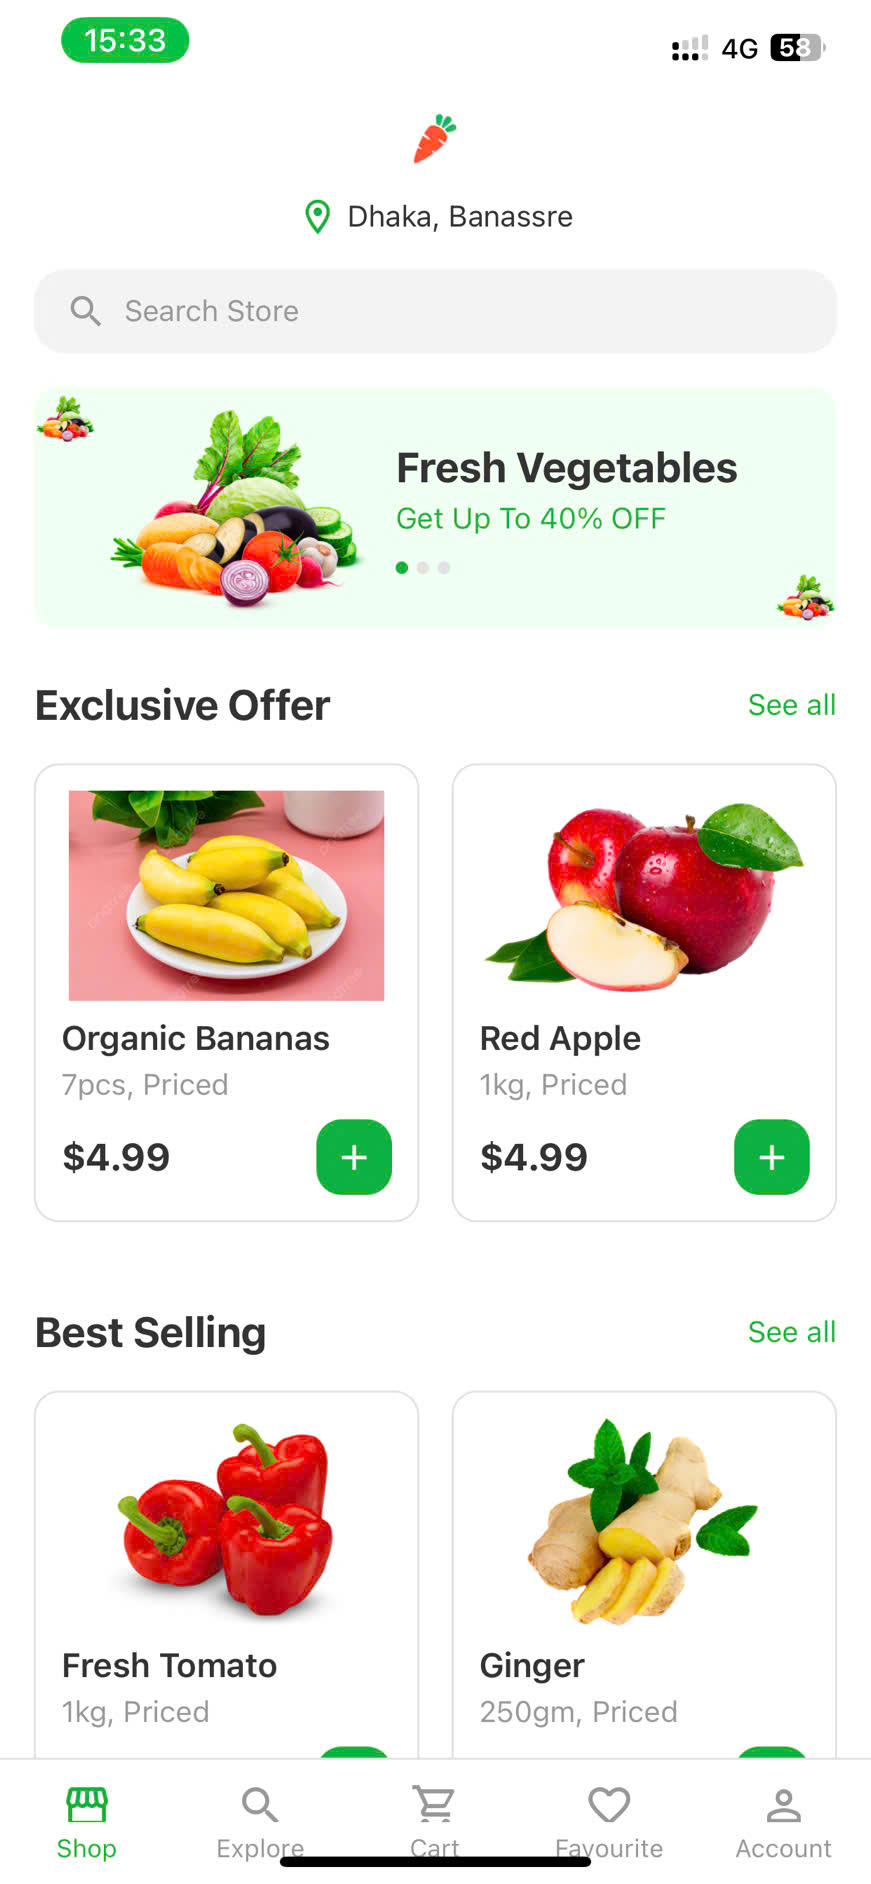 15:33
4G 58
Dhaka, Banassre
Search Store
Fresh Vegetables
Get Up To 40% OFF
Exclusive Offer
See all
Organic Bananas
7pcs, Priced
$4.99
+
Red Apple
1kg, Priced
$4.99
+
Best Selling
See all
Fresh Tomato
1kg, Priced
Ginger
250gm, Priced
Shop
Explore
Cart
Favourite
Account